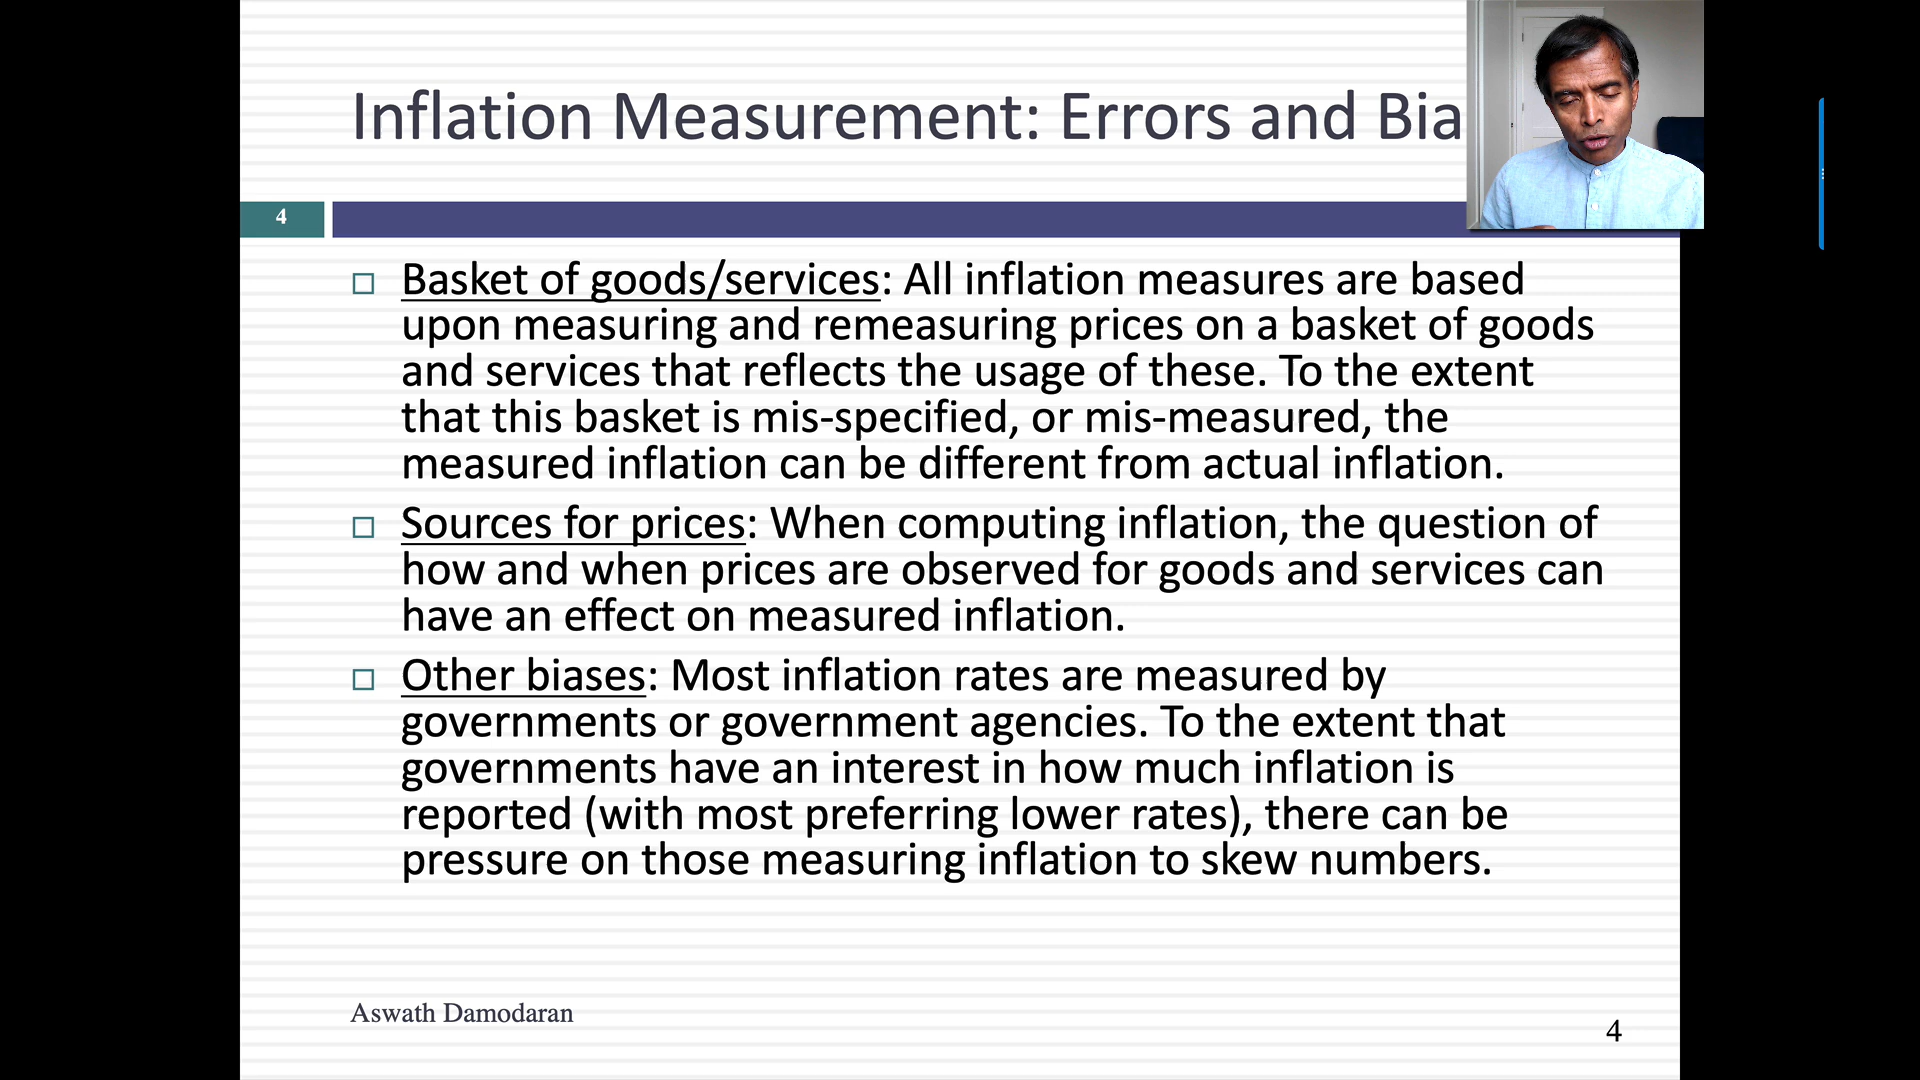 Inflation Measurement: Errors and Bia
4
Basket of goods/services: All inflation measures are based
upon measuring and remeasuring prices on a basket of goods
and services that reflects the usage of these. To the extent
that this basket is mis-specified, or mis-measured, the
measured inflation can be different from actual inflation.
Sources for prices: When computing inflation, the question of
how and when prices are observed for goods and services can
have an effect on measured inflation.
Other biases: Most inflation rates are measured by
governments or government agencies. To the extent that
governments have an interest in how much inflation is
reported (with most preferring lower rates), there can be
pressure on those measuring inflation to skew numbers.
Aswath Damodaran
4